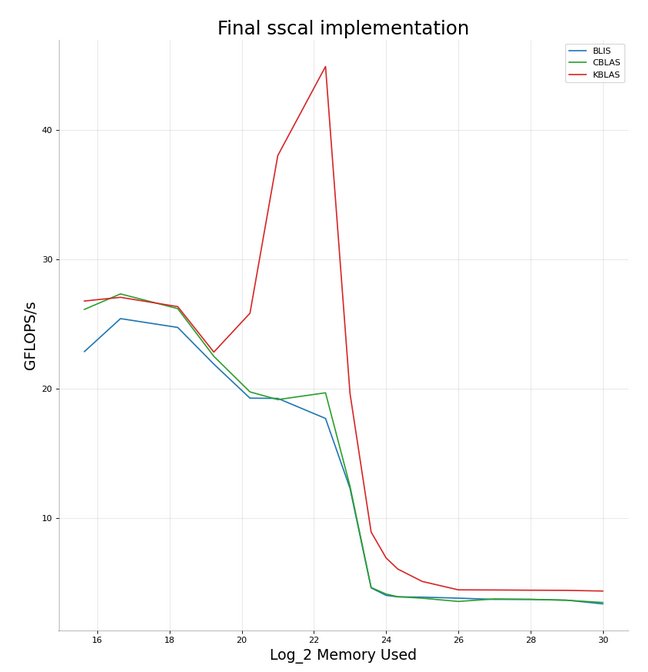 Final sscal implementation
BLIS
CBLAS
KBLAS
GFLOPS/s
40
30
20
10
16 18 20 22 24 26 28 30
Log_2 Memory Used